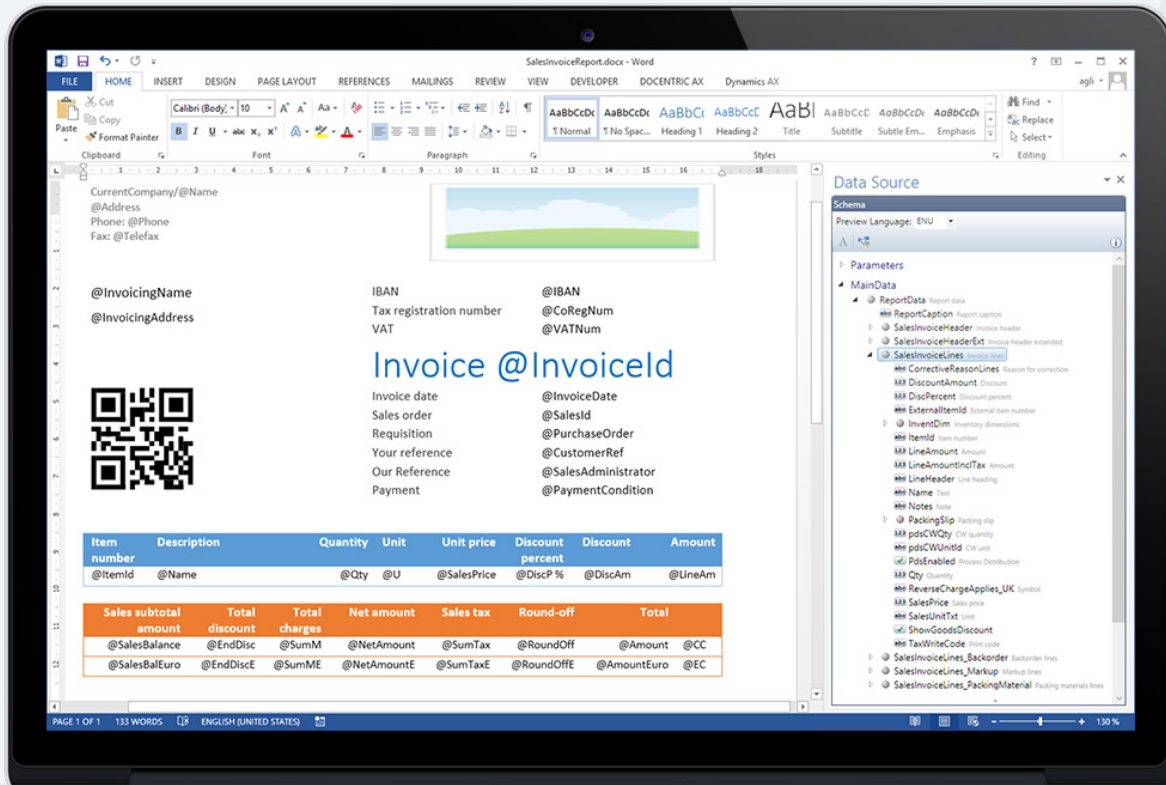 SalesInvoiceReport.docx - Word
FILE HOME INSERT DESIGN PAGE LAYOUT REFERENCES MAILINGS REVIEW VIEW DEVELOPER DOCENTRIC AX Dynamics AX agli
Cut
Copy
Format Painter
Paste
Calibri (Body) 10
AaBbCcDc AaBbCcDc AaBbCc AaBbCcD AaBl AaBbCcD AaBbCcDc AaBbCcDc
¶ Normal ¶ No Spac... Heading 1 Heading 2 Title Subtitle Subtle Em... Emphasis
Find
Replace
Select
Clipboard Font Paragraph Styles Editing
CurrentCompany/@Name
@Address
Phone: @Phone
Fax: @Telefax
@InvoicingName
@InvoicingAddress
IBAN @IBAN
Tax registration number @CoRegNum
VAT @VATNum
Invoice @InvoiceId
Invoice date @InvoiceDate
Sales order @SalesId
Requisition @PurchaseOrder
Your reference @CustomerRef
Our Reference @SalesAdministrator
Payment @PaymentCondition
Item number Description Quantity Unit Unit price Discount percent Discount Amount
@ItemId @Name @Qty @U @SalesPrice @DiscP % @DiscAm @LineAm
Sales subtotal amount Total discount Total charges Net amount Sales tax Round-off Total
@SalesBalance @EndDisc @SumM @NetAmount @SumTax @RoundOff @Amount @CC
@SalesBalEuro @EndDiscE @SumME @NetAmountE @SumTaxE @RoundOffE @AmountEuro @EC
Data Source
Schema
Preview Language: ENU
Parameters
MainData
ReportData Report data
ReportCaption Report caption
SalesInvoiceHeader Invoice header
SalesInvoiceHeaderExt Invoice header extended
SalesInvoiceLines Invoice lines
CorrectiveReasonLines Reason for correction
DiscountAmount Discount
DiscPercent Discount percent
ExternalItemId External item number
InventDim Inventory dimensions
ItemId Item number
LineAmount Amount
LineAmountInclTax Amount
LineHeader Line heading
Name Text
Notes Note
PackingSlip Packing slip
pdsCWQty CW quantity
pdsCWUnitId CW unit
PdsEnabled Process Distribution
Qty Quantity
ReverseChargeApplies_UK Symbol
SalesPrice Sales price
SalesUnitTxt Unit
ShowGoodsDiscount
TaxWriteCode Print code
SalesInvoiceLines_Backorder Backorder lines
SalesInvoiceLines_Markup Markup lines
SalesInvoiceLines_PackingMaterial Packing materials lines
PAGE 1 OF 1 133 WORDS ENGLISH (UNITED STATES) 130 %